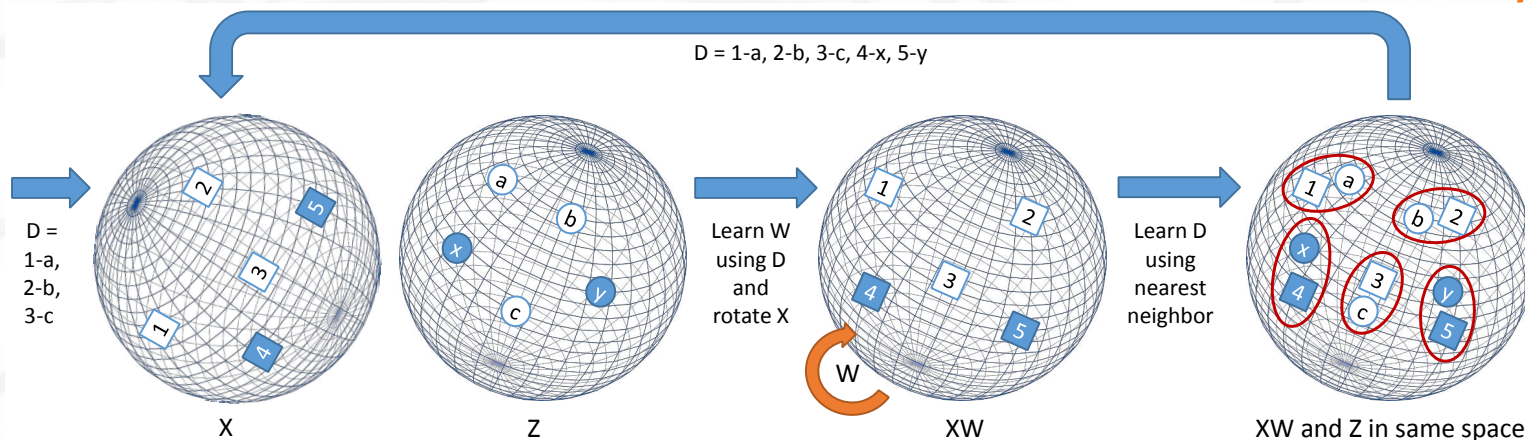 D = 1-a, 2-b, 3-c, 4-x, 5-y
D =
1-a,
2-b,
3-c
2
5
3
1
4
X
a
b
x
y
c
Z
Learn W
using D
and
rotate X
1
2
3
4
5
W
XW
Learn D
using
nearest
neighbor
1 a
b 2
x
4
3
c
y
5
XW and Z in same space